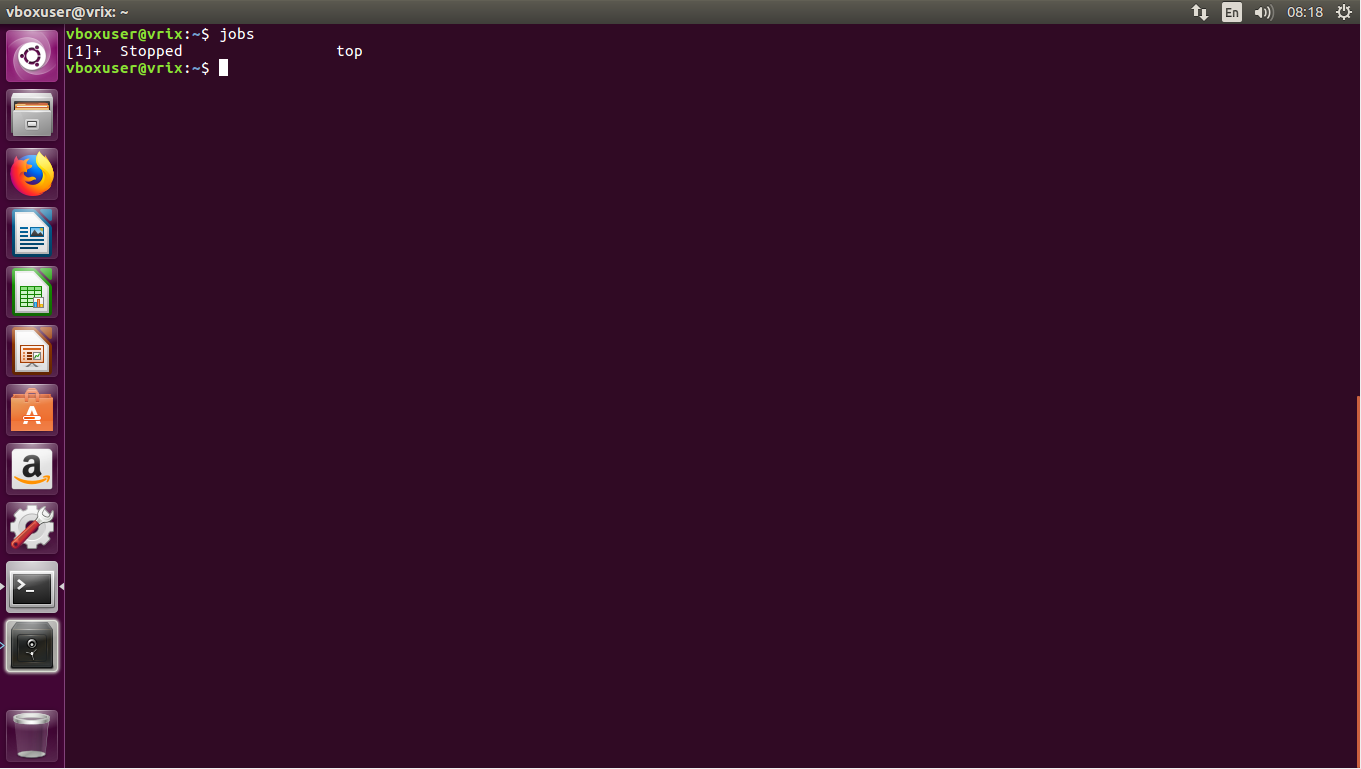 vboxuser@vrix: ~
En
08:18
vboxuser@vrix:~$ jobs
[1]+  Stopped                 top
vboxuser@vrix:~$
A
a
>_